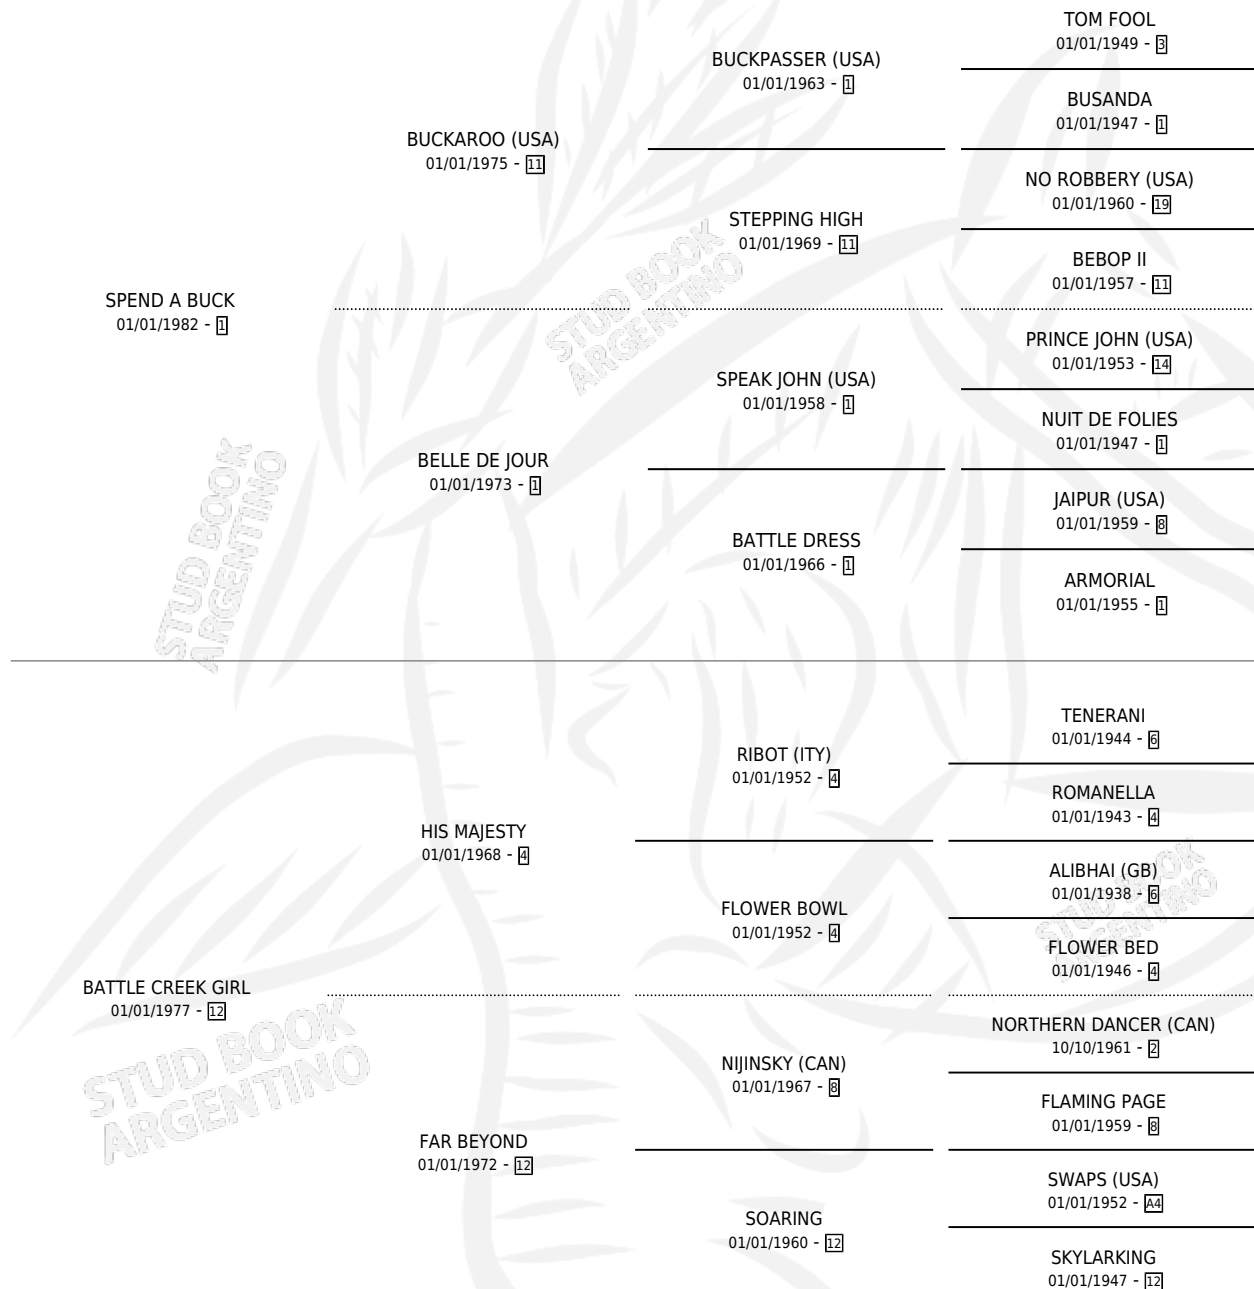 TOM FOOL
01/01/1949 - 3
BUCKPASSER (USA)
01/01/1963 - 1
BUSANDA
01/01/1947 - 1
BUCKAROO (USA)
01/01/1975 - 11
NO ROBBERY (USA)
01/01/1960 - 19
STEPPING HIGH
01/01/1969 - 11
BEBOP II
01/01/1957 - 11
SPEND A BUCK
01/01/1982 - 1
PRINCE JOHN (USA)
01/01/1953 - 14
SPEAK JOHN (USA)
01/01/1958 - 1
NUIT DE FOLIES
01/01/1947 - 1
BELLE DE JOUR
01/01/1973 - 1
JAIPUR (USA)
01/01/1959 - 8
BATTLE DRESS
01/01/1966 - 1
ARMORIAL
01/01/1955 - 1
TENERANI
01/01/1944 - 6
RIBOT (ITY)
01/01/1952 - 4
ROMANELLA
01/01/1943 - 4
HIS MAJESTY
01/01/1968 - 4
ALIBHAI (GB)
01/01/1938 - 6
FLOWER BOWL
01/01/1952 - 4
FLOWER BED
01/01/1946 - 4
BATTLE CREEK GIRL
01/01/1977 - 12
NORTHERN DANCER (CAN)
10/10/1961 - 2
NIJINSKY (CAN)
01/01/1967 - 8
FLAMING PAGE
01/01/1959 - 8
FAR BEYOND
01/01/1972 - 12
SWAPS (USA)
01/01/1952 - A4
SOARING
01/01/1960 - 12
SKYLARKING
01/01/1947 - 12
STUD BOOK
ARGENTINO
STUD BOOK
ARGENTINO
STUD BOOK
ARGENTINO
STUD BOOK
ARGENTINO